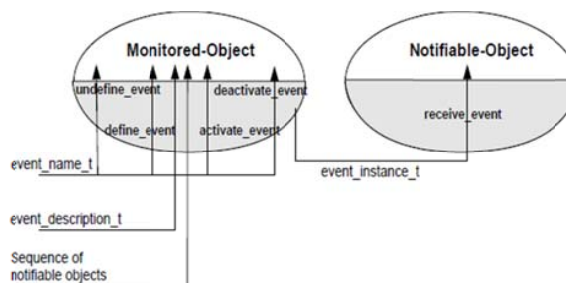 Monitored-Object
Notifiable-Object
undefine_event
deactivate_event
define_event
activate_event
receive_event
event_name_t
event_instance_t
event_description_t
Sequence of
notifiable objects